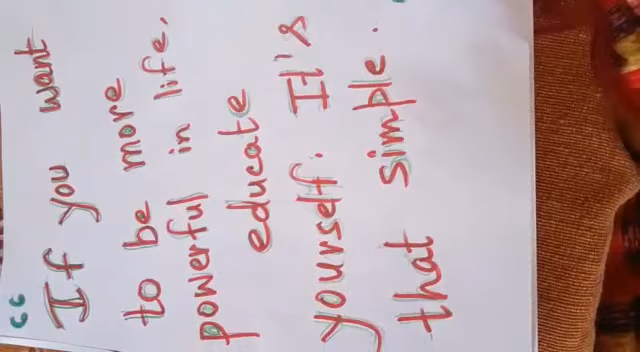 “
If you want
to be more
powerful in life,
educate
yourself. It's
that simple.